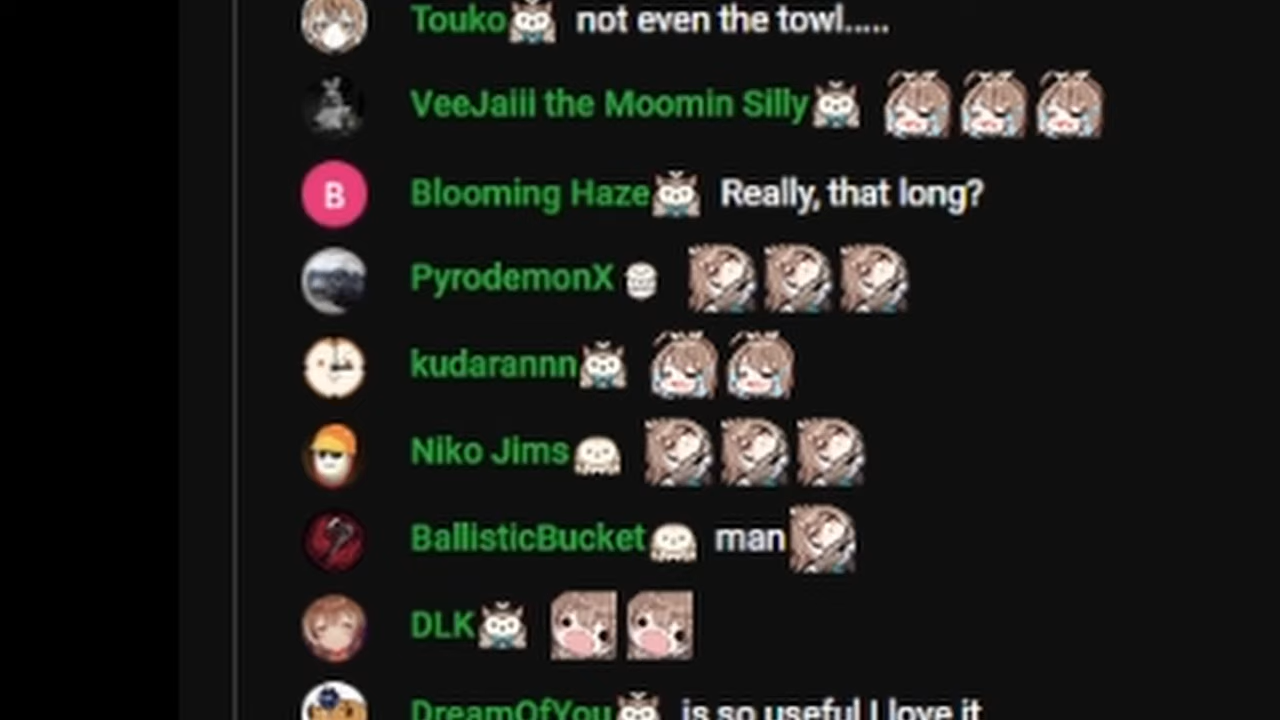 Touko not even the towl.....
VeeJaiii the Moomin Silly
B Blooming Haze Really, that long?
PyrodemonX
kudarannn
Niko Jims
BallisticBucket man
DLK
DreamOfYou is so useful I love it